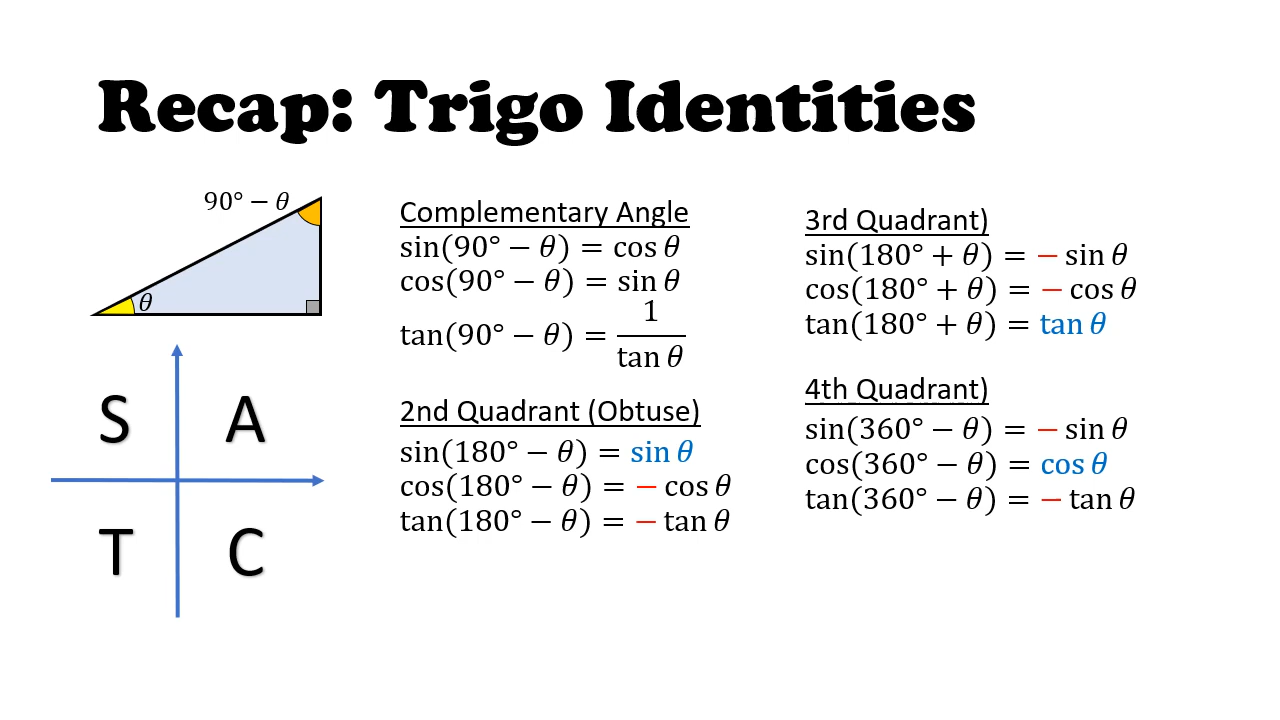 Recap: Trigo Identities
90° − θ
θ
S A
T C
Complementary Angle
sin(90° − θ) = cos θ
cos(90° − θ) = sin θ
tan(90° − θ) = 1/tan θ
2nd Quadrant (Obtuse)
sin(180° − θ) = sin θ
cos(180° − θ) = − cos θ
tan(180° − θ) = − tan θ
3rd Quadrant)
sin(180° + θ) = − sin θ
cos(180° + θ) = − cos θ
tan(180° + θ) = tan θ
4th Quadrant)
sin(360° − θ) = − sin θ
cos(360° − θ) = cos θ
tan(360° − θ) = − tan θ